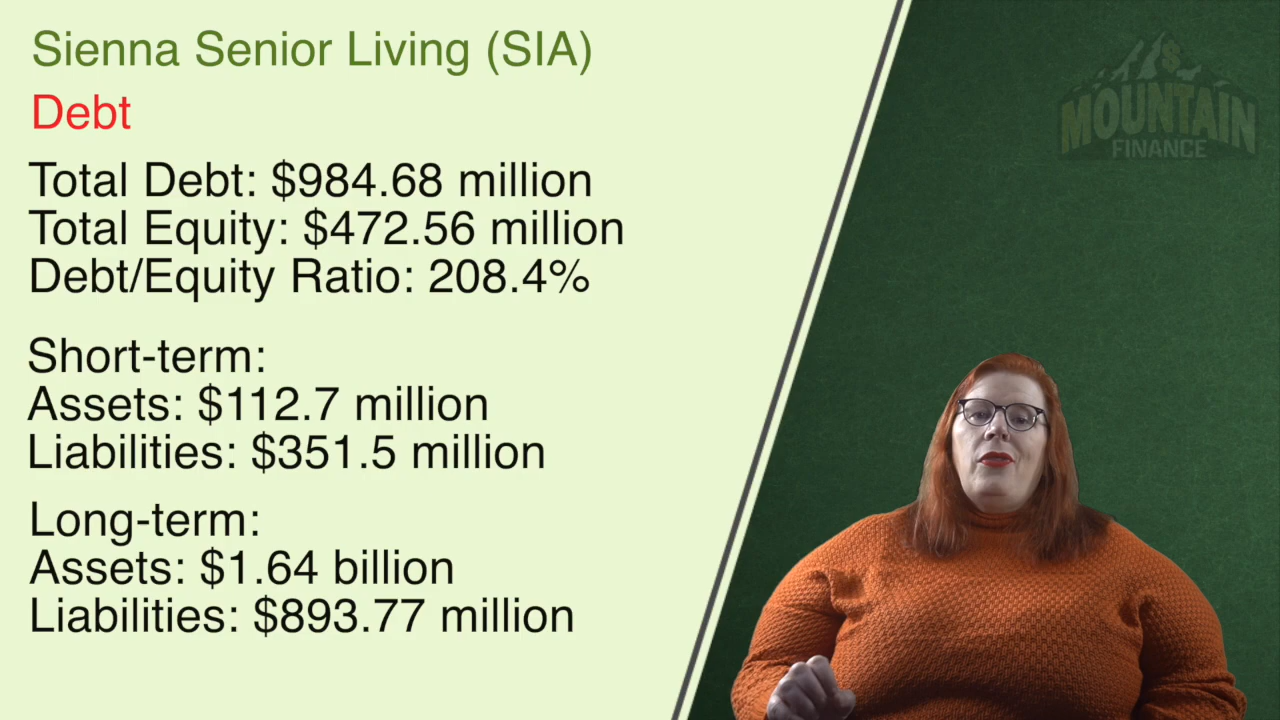 Sienna Senior Living (SIA)
Debt
Total Debt: $984.68 million
Total Equity: $472.56 million
Debt/Equity Ratio: 208.4%
Short-term:
Assets: $112.7 million
Liabilities: $351.5 million
Long-term:
Assets: $1.64 billion
Liabilities: $893.77 million
$
MOUNTAIN
FINANCE